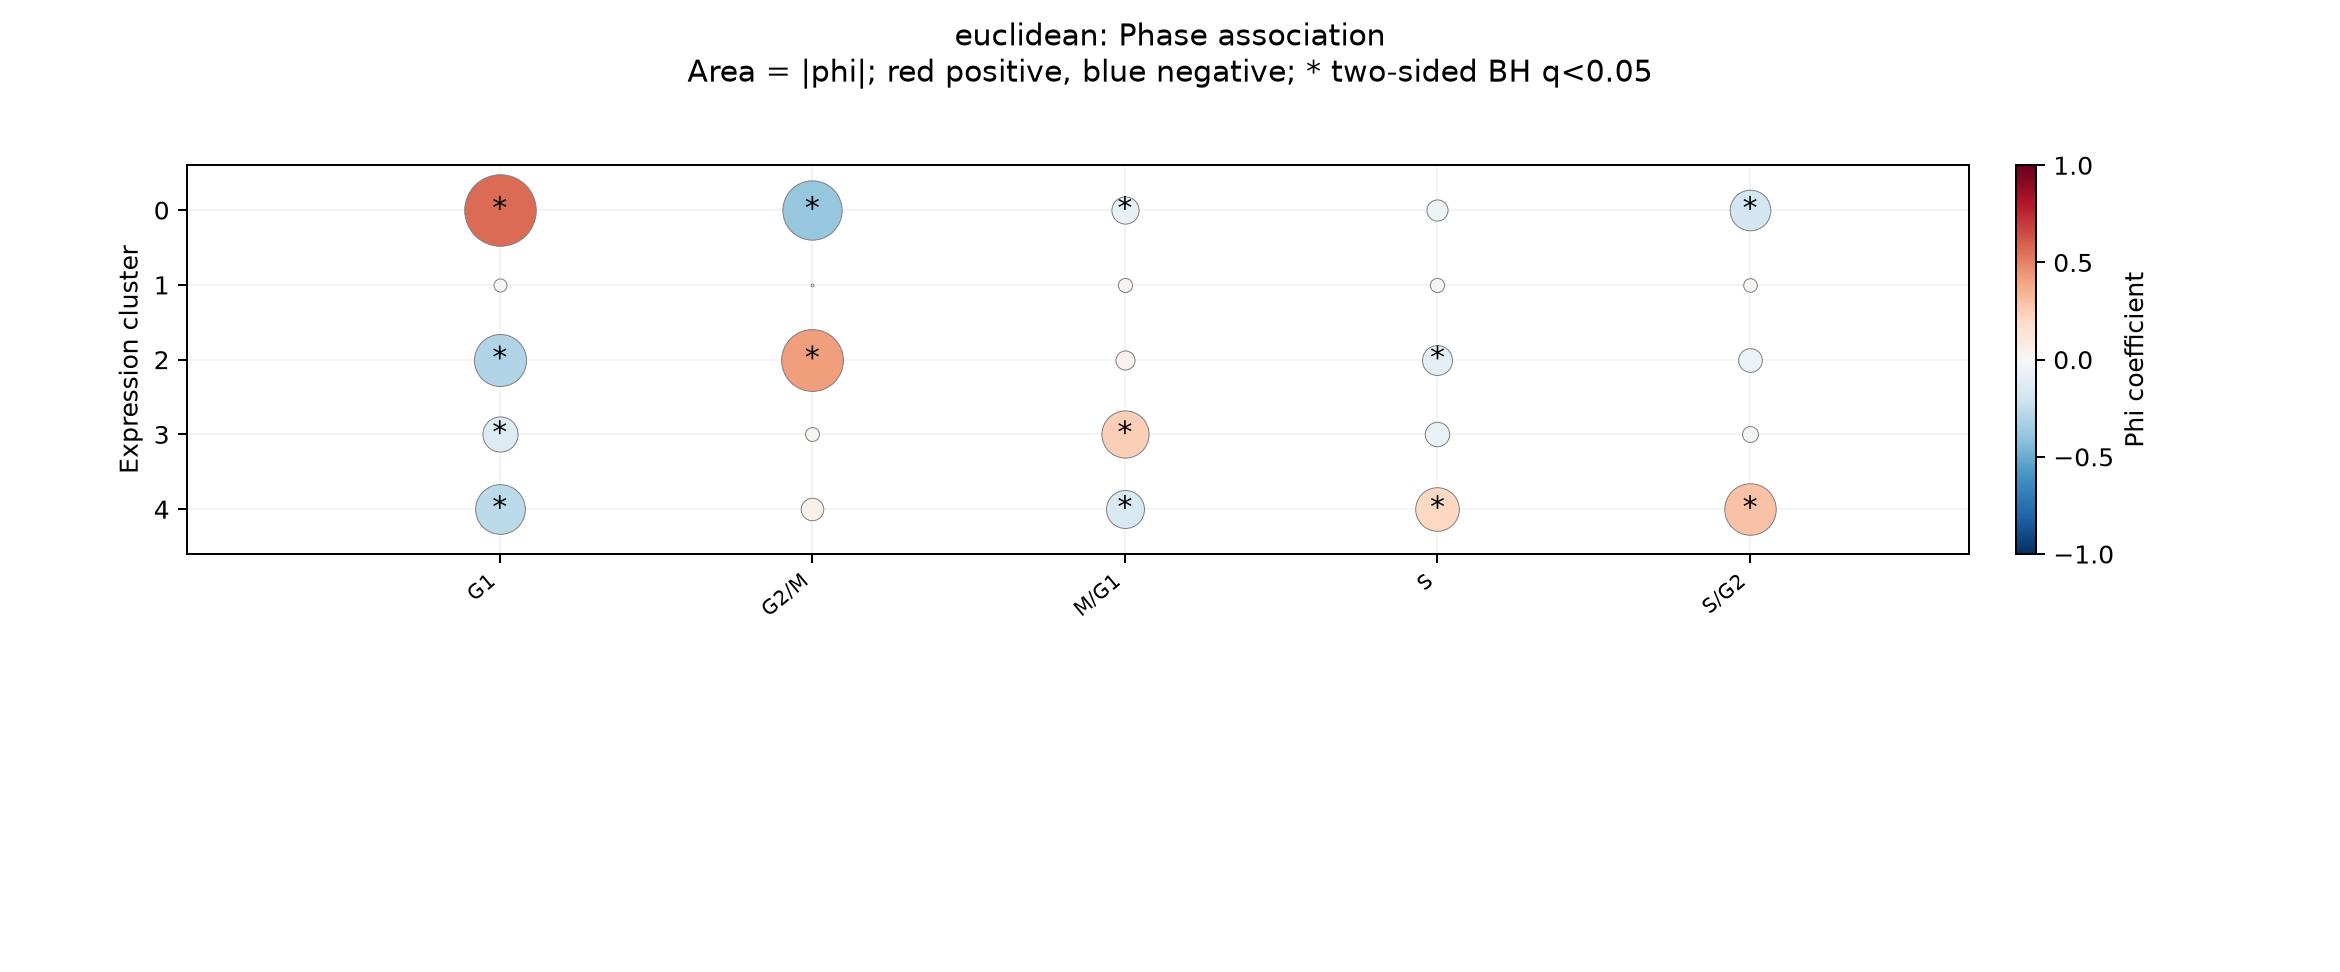 euclidean: Phase association
Area = |phi|; red positive, blue negative; * two-sided BH q<0.05
Expression cluster
0
* * * *
1
2
* * *
3
* *
4
* * * *
G1
G2/M
M/G1
S
S/G2
1.0
0.5
0.0
−0.5
−1.0
Phi coefficient